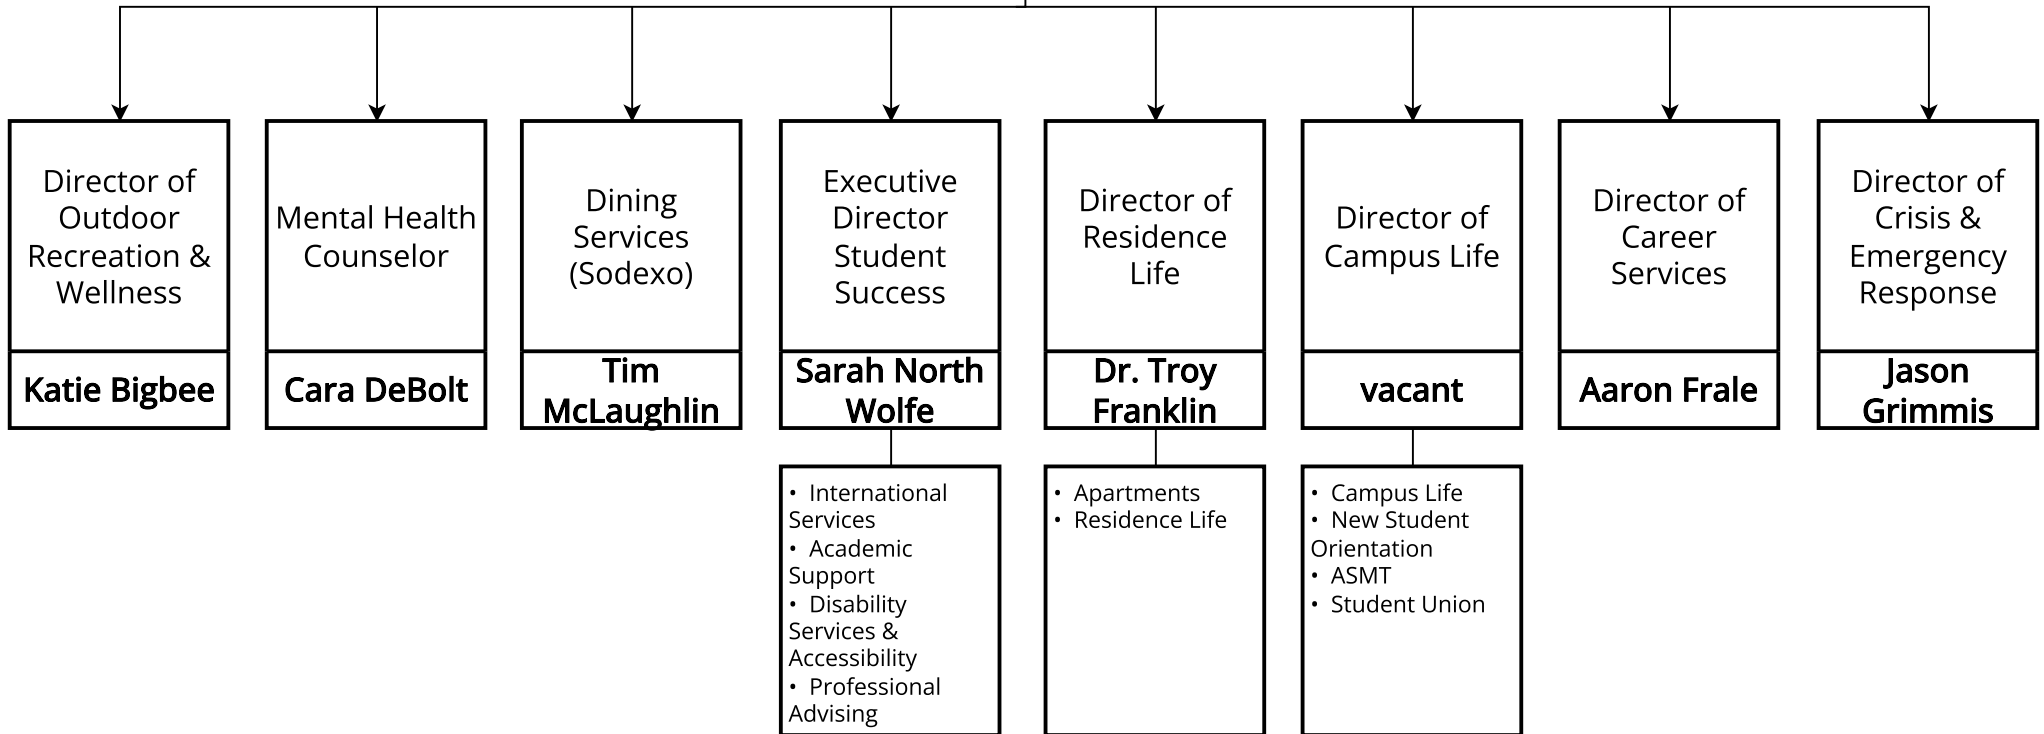 Director of
Outdoor
Recreation &
Wellness
Katie Bigbee
Mental Health
Counselor
Cara DeBolt
Dining
Services
(Sodexo)
Tim
McLaughlin
Executive
Director
Student
Success
Sarah North
Wolfe
• International
Services
• Academic
Support
• Disability
Services &
Accessibility
• Professional
Advising
Director of
Residence
Life
Dr. Troy
Franklin
• Apartments
• Residence Life
Director of
Campus Life
vacant
• Campus Life
• New Student
Orientation
• ASMT
• Student Union
Director of
Career
Services
Aaron Frale
Director of
Crisis &
Emergency
Response
Jason
Grimmis